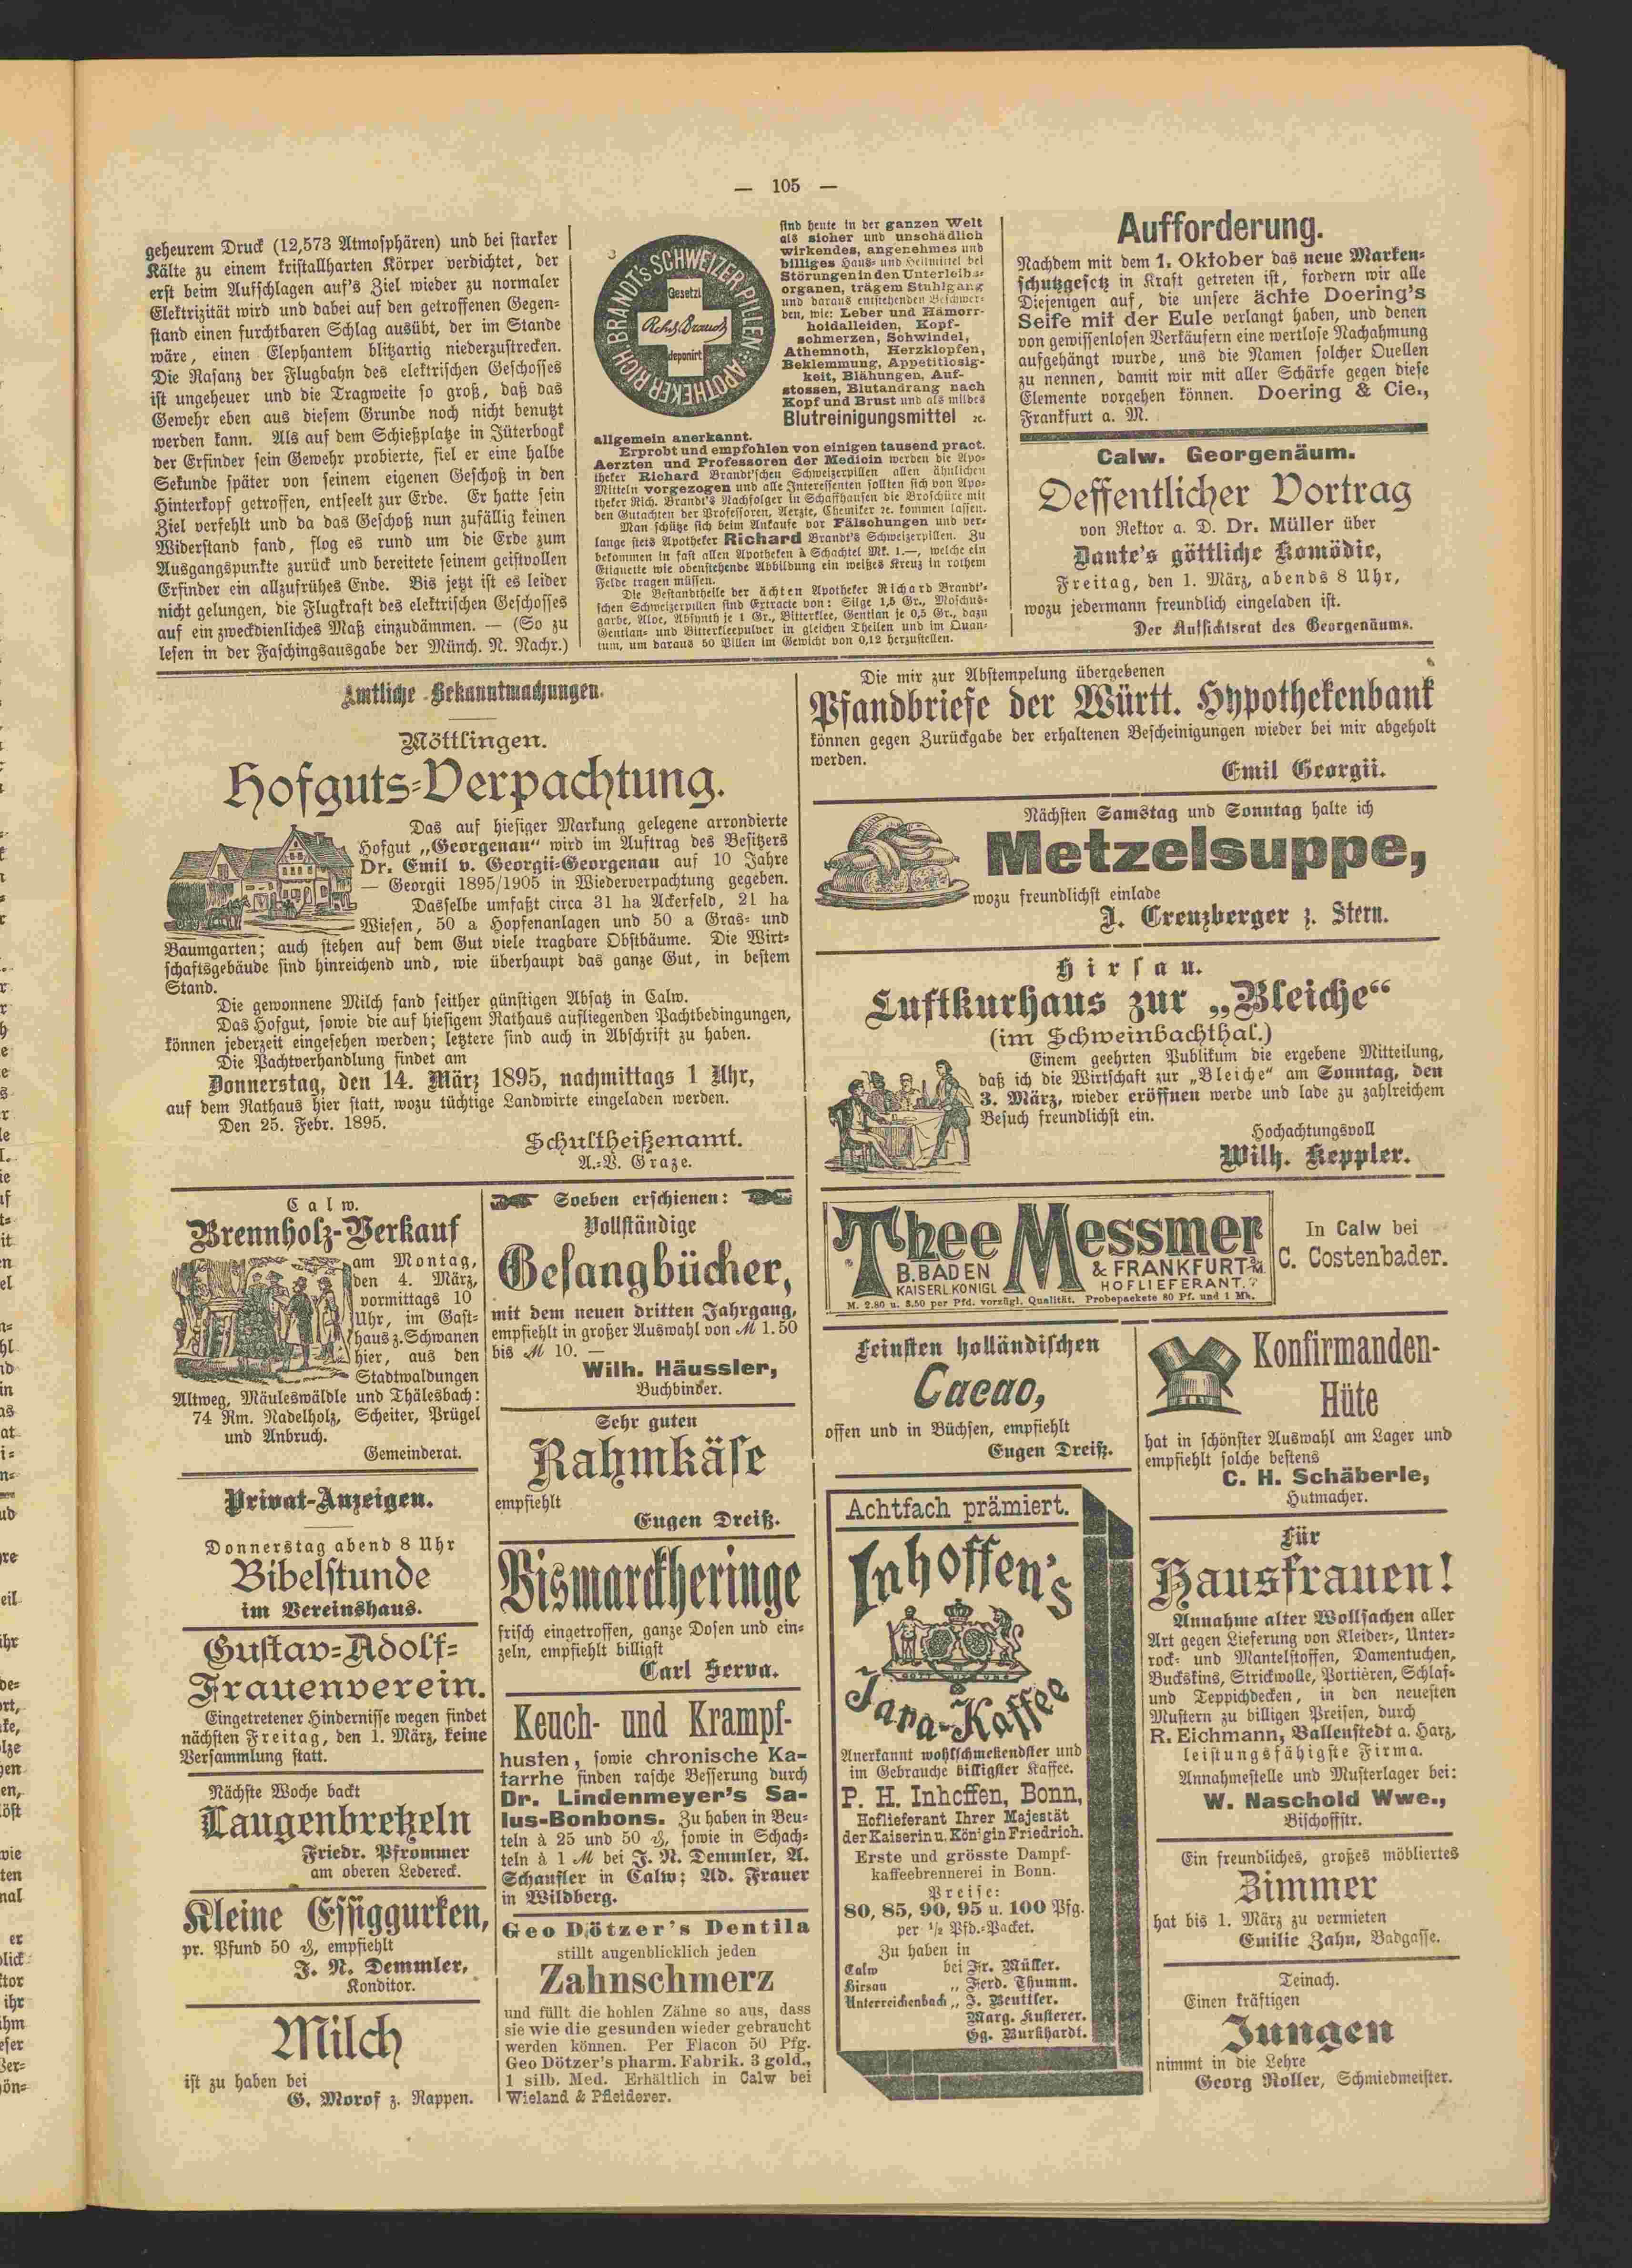 — 105 —
geheurem Druck (12,573 Atmosphären) und bei starker
Kälte zu einem kristallharten Körper verdichtet, der
erst beim Aufschlagen auf's Ziel wieder zu normaler
Elektrizität wird und dabei auf den getroffenen Gegen-
stand einen furchtbaren Schlag ausübt, der im Stande
wäre, einen Elephantem blitzartig niederzustrecken.
Die Rasanz der Flugbahn des elektrischen Geschosses
ist ungeheuer und die Tragweite so groß, daß das
Gewehr eben aus diesem Grunde noch nicht benutzt
werden kann. Als auf dem Schießplatze in Jüterbogk
der Erfinder sein Gewehr probierte, fiel er eine halbe
Sekunde später von seinem eigenen Geschoß in den
Hinterkopf getroffen, entseelt zur Erde. Er hatte sein
Ziel verfehlt und da das Geschoß nun zufällig keinen
Widerstand fand, flog es rund um die Erde zum
Ausgangspunkte zurück und bereitete seinem geistvollen
Erfinder ein allzufrühes Ende. Bis jetzt ist es leider
nicht gelungen, die Flugkraft des elektrischen Geschosses
auf ein zweckdienliches Maß einzudämmen. — (So zu
lesen in der Faschingsausgabe der Münch. N. Nachr.)
APOTHEKER RICH. BRANDT'S SCHWEIZERPILLEN
Gesetzl
Rich. Brandt
deponirt
sind heute in der ganzen Welt
als sicher und unschädlich
wirkendes, angenehmes und
billiges Haus- und Heilmittel bei
Störungen in den Unterleibs-
organen, trägem Stuhlgang
und daraus entstehenden Beschwer-
den, wie: Leber und Hämorr-
hoidalleiden, Kopf-
schmerzen, Schwindel,
Athemnoth, Herzklopfen,
Beklemmung, Appetitlosig-
keit, Blähungen, Auf-
stossen, Blutandrang nach
Kopf und Brust und als mildes
Blutreinigungsmittel ꝛc.
allgemein anerkannt.
Erprobt und empfohlen von einigen tausend pract.
Aerzten und Professoren der Medicin werden die Apo-
theker Richard Brandt'schen Schweizerpillen allen ähnlichen
Mitteln vorgezogen und alle Interessenten sollten sich von Apo-
theker Rich. Brandt's Nachfolger in Schaffhausen die Broschüre mit
den Gutachten der Professoren, Aerzte, Chemiker ꝛc. kommen lassen.
Man schütze sich beim Ankaufe vor Fälschungen und ver-
lange stets Apotheker Richard Brandt's Schweizerpillen. Zu
bekommen in fast allen Apotheken à Schachtel Mk. 1.—, welche ein
Etiquette wie obenstehende Abbildung ein weißes Kreuz in rothem
Felde tragen müssen.
Die Bestandtheile der ächten Apotheker Richard Brandt's-
schen Schweizerpillen sind Extracte von: Silge 1,5 Gr., Moschus-
garbe, Aloe, Absynth je 1 Gr., Bitterklee, Gentian je 0,5 Gr., dazu
Gentian- und Bitterkleepulver in gleichen Theilen und im Quan-
tum, um daraus 50 Pillen im Gewicht von 0,12 herzustellen.
Aufforderung.
Nachdem mit dem 1. Oktober das neue Marken-
schutzgesetz in Kraft getreten ist, fordern wir alle
Diejenigen auf, die unsere ächte Doering's
Seife mit der Eule verlangt haben, und denen
von gewissenlosen Verkäufern eine wertlose Nachahmung
aufgehängt wurde, uns die Namen solcher Quellen
zu nennen, damit wir mit aller Schärfe gegen diese
Elemente vorgehen können. Doering & Cie.,
Frankfurt a. M.
Calw. Georgenäum.
Oeffentlicher Vortrag
von Rektor a. D. Dr. Müller über
Dante's göttliche Komödie,
Freitag, den 1. März, abends 8 Uhr,
wozu jedermann freundlich eingeladen ist.
Der Aufsichtsrat des Georgenäums.
Amtliche Bekanntmachungen.
Möttlingen.
Hofguts-Verpachtung.
Das auf hiesiger Markung gelegene arrondierte
Hofgut „Georgenau“ wird im Auftrag des Besitzers
Dr. Emil v. Georgii-Georgenau auf 10 Jahre
— Georgii 1895/1905 in Wiederverpachtung gegeben.
Dasselbe umfaßt circa 31 ha Ackerfeld, 21 ha
Wiesen, 50 a Hopfenanlagen und 50 a Gras- und
Baumgarten; auch stehen auf dem Gut viele tragbare Obstbäume. Die Wirt-
schaftsgebäude sind hinreichend und, wie überhaupt das ganze Gut, in bestem
Stand.
Die gewonnene Milch fand seither günstigen Absatz in Calw.
Das Hofgut, sowie die auf hiesigem Rathaus aufliegenden Pachtbedingungen,
können jederzeit eingesehen werden; letztere sind auch in Abschrift zu haben.
Die Pachtverhandlung findet am
Donnerstag, den 14. März 1895, nachmittags 1 Uhr,
auf dem Rathaus hier statt, wozu tüchtige Landwirte eingeladen werden.
Den 25. Febr. 1895.
Schultheißenamt.
A.-V. Graze.
Die mir zur Abstempelung übergebenen
Pfandbriefe der Württ. Hypothekenbank
können gegen Zurückgabe der erhaltenen Bescheinigungen wieder bei mir abgeholt
werden.
Emil Georgii.
Nächsten Samstag und Sonntag halte ich
Metzelsuppe,
wozu freundlichst einlade
J. Creuzberger z. Stern.
Hirsau.
Luftkurhaus zur „Bleiche“
(im Schweinbachthal.)
Einem geehrten Publikum die ergebene Mitteilung,
daß ich die Wirtschaft zur „Bleiche“ am Sonntag, den
3. März, wieder eröffnen werde und lade zu zahlreichem
Besuch freundlichst ein.
Hochachtungsvoll
Wilh. Keppler.
Calw.
Brennholz-Verkauf
am Montag,
den 4. März,
vormittags 10
Uhr, im Gast-
haus z. Schwanen
hier, aus den
Stadtwaldungen
Altweg, Mäuleswäldle und Thälesbach:
74 Rm. Nadelholz, Scheiter, Prügel
und Anbruch.
Gemeinderat.
Privat-Anzeigen.
Donnerstag abend 8 Uhr
Bibelstunde
im Vereinshaus.
Gustav-Adolf-
Frauenverein.
Eingetretener Hindernisse wegen findet
nächsten Freitag, den 1. März, keine
Versammlung statt.
Nächste Woche backt
Laugenbretzeln
Friedr. Pfrommer
am oberen Ledereck.
Kleine Essiggurken,
pr. Pfund 50 ₰, empfiehlt
J. N. Demmler,
Konditor.
Milch
ist zu haben bei
G. Morof z. Rappen.
Soeben erschienen:
Vollständige
Gesangbücher,
mit dem neuen dritten Jahrgang,
empfiehlt in großer Auswahl von ℳ 1.50
bis ℳ 10. —
Wilh. Häussler,
Buchbinder.
Sehr guten
Rahmkäse
empfiehlt
Eugen Dreiß.
Bismarckheringe
frisch eingetroffen, ganze Dosen und ein-
zeln, empfiehlt billigst
Carl Serva.
Keuch- und Krampf-
husten, sowie chronische Ka-
tarrhe finden rasche Besserung durch
Dr. Lindenmeyer's Sa-
lus-Bonbons. Zu haben in Beu-
teln à 25 und 50 ₰, sowie in Schach-
teln à 1 ℳ bei J. N. Demmler, A.
Schaufler in Calw; Ad. Frauer
in Wildberg.
Geo Dötzer's Dentila
stillt augenblicklich jeden
Zahnschmerz
und füllt die hohlen Zähne so aus, dass
sie wie die gesunden wieder gebraucht
werden können. Per Flacon 50 Pfg.
Geo Dötzer's pharm. Fabrik. 3 gold.,
1 silb. Med. Erhältlich in Calw bei
Wieland & Pfleiderer.
Thee Messmer
B.BADEN
KAISERL.KÖNIGL
& FRANKFURT a/M.
HOFLIEFERANT.
M. 2.80 u. 3.50 per Pfd. vorzügl. Qualität. Probepackete 80 Pf. und 1 Mk.
In Calw bei
C. Costenbader.
Feinsten holländischen
Cacao,
offen und in Büchsen, empfiehlt
Eugen Dreiß.
Achtfach prämiert.
Inhoffen's
GOTT MIT UNS
Java-Kaffee
Anerkannt wohlschmekendster und
im Gebrauche billigster Kaffee.
P. H. Inhoffen, Bonn,
Hoflieferant Ihrer Majestät
der Kaiserin u. Königin Friedrich.
Erste und grösste Dampf-
kaffeebrennerei in Bonn.
Preise:
80, 85, 90, 95 u. 100 Pfg.
per ½ Pfd.-Packet.
Zu haben in
Calw bei Fr. Müller.
Hirsau „ Ferd. Thumm.
Unterreichenbach „ J. Beuttler.
Marg. Kusterer.
Gg. Burkhardt.
Konfirmanden-
Hüte
hat in schönster Auswahl am Lager und
empfiehlt solche bestens
C. H. Schäberle,
Hutmacher.
Für
Hausfrauen!
Annahme alter Wollsachen aller
Art gegen Lieferung von Kleider-, Unter-
rock- und Mantelstoffen, Damentuchen,
Buckskins, Strickwolle, Portièren, Schlaf-
und Teppichdecken, in den neuesten
Mustern zu billigen Preisen, durch
R. Eichmann, Ballenstedt a. Harz,
leistungsfähigste Firma.
Annahmestelle und Musterlager bei:
W. Naschold Wwe.,
Bischoffstr.
Ein freundliches, großes möbliertes
Zimmer
hat bis 1. März zu vermieten
Emilie Zahn, Badgasse.
Teinach.
Einen kräftigen
Jungen
nimmt in die Lehre
Georg Roller, Schmiedmeister.